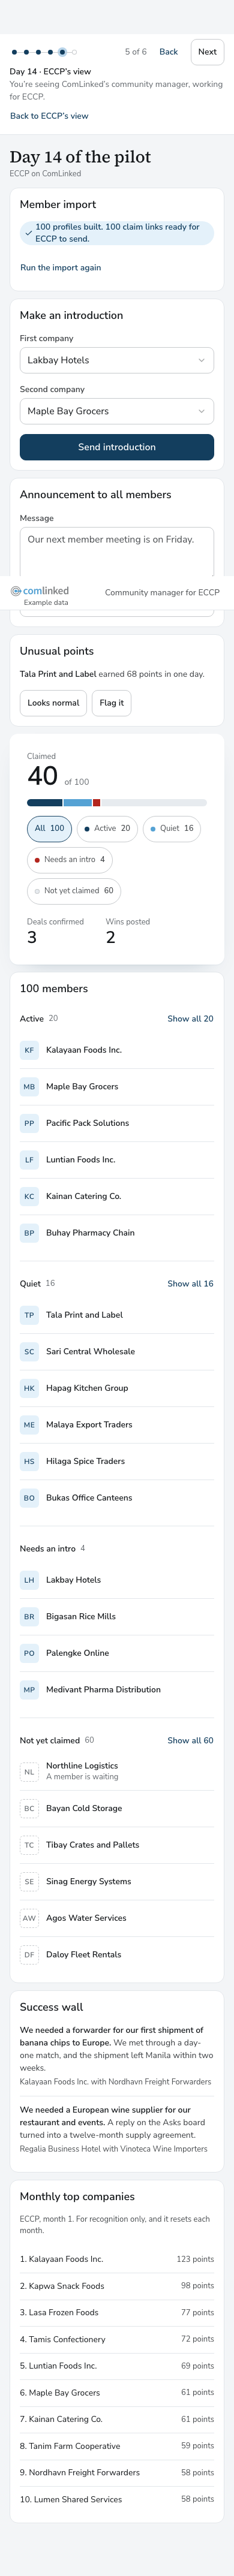 5 of 6
Back
Next
Day 14 · ECCP's view
You're seeing ComLinked's community manager, working
for ECCP.
Back to ECCP's view
Day 14 of the pilot
ECCP on ComLinked
Member import
100 profiles built. 100 claim links ready for
ECCP to send.
Run the import again
Make an introduction
First company
Lakbay Hotels
Second company
Maple Bay Grocers
Send introduction
Announcement to all members
Message
Our next member meeting is on Friday.
comlinked
Example data
Community manager for ECCP
Unusual points
Tala Print and Label earned 68 points in one day.
Looks normal
Flag it
Claimed
40 of 100
All 100
Active 20
Quiet 16
Needs an intro 4
Not yet claimed 60
Deals confirmed
3
Wins posted
2
100 members
Active 20
Show all 20
KF Kalayaan Foods Inc.
MB Maple Bay Grocers
PP Pacific Pack Solutions
LF Luntian Foods Inc.
KC Kainan Catering Co.
BP Buhay Pharmacy Chain
Quiet 16
Show all 16
TP Tala Print and Label
SC Sari Central Wholesale
HK Hapag Kitchen Group
ME Malaya Export Traders
HS Hilaga Spice Traders
BO Bukas Office Canteens
Needs an intro 4
LH Lakbay Hotels
BR Bigasan Rice Mills
PO Palengke Online
MP Medivant Pharma Distribution
Not yet claimed 60
Show all 60
NL Northline Logistics
A member is waiting
BC Bayan Cold Storage
TC Tibay Crates and Pallets
SE Sinag Energy Systems
AW Agos Water Services
DF Daloy Fleet Rentals
Success wall
We needed a forwarder for our first shipment of
banana chips to Europe. We met through a day-
one match, and the shipment left Manila within two
weeks.
Kalayaan Foods Inc. with Nordhavn Freight Forwarders
We needed a European wine supplier for our
restaurant and events. A reply on the Asks board
turned into a twelve-month supply agreement.
Regalia Business Hotel with Vinoteca Wine Importers
Monthly top companies
ECCP, month 1. For recognition only, and it resets each
month.
1. Kalayaan Foods Inc. 123 points
2. Kapwa Snack Foods 98 points
3. Lasa Frozen Foods 77 points
4. Tamis Confectionery 72 points
5. Luntian Foods Inc. 69 points
6. Maple Bay Grocers 61 points
7. Kainan Catering Co. 61 points
8. Tanim Farm Cooperative 59 points
9. Nordhavn Freight Forwarders 58 points
10. Lumen Shared Services 58 points